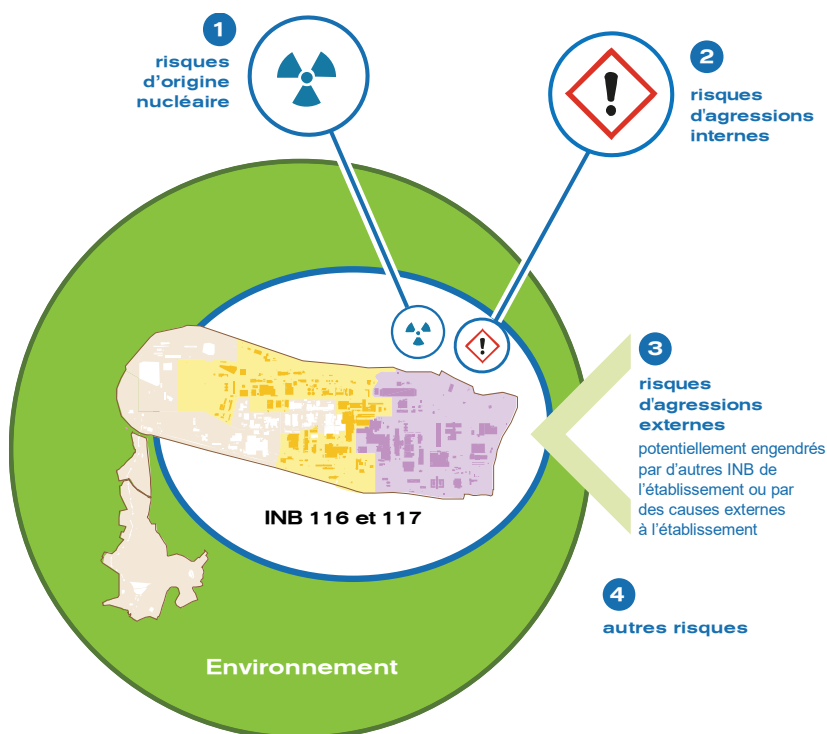 1
risques
d'origine
nucléaire
2
risques
d'agressions
internes
3
risques
d'agressions
externes
potentiellement engendrés
par d'autres INB de
l'établissement ou par
des causes externes
à l'établissement
INB 116 et 117
4
autres risques
Environnement